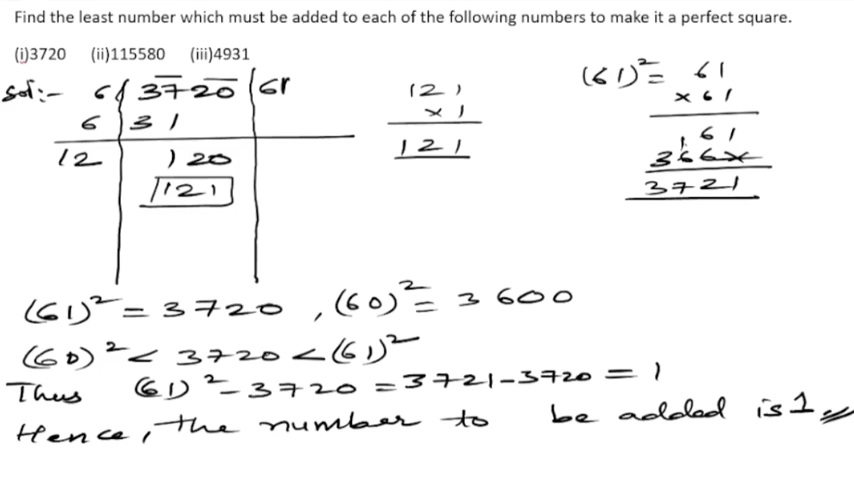 Find the least number which must be added to each of the following numbers to make it a perfect square.
(i)3720 (ii)115580 (iii)4931
Sol:- 6 3720 61
6 31
12 120
121
121
× 1
121
(61)² = 61
× 61
1 61
366×
3721
(61)² = 3720 , (60)² = 3600
(60)² < 3720 < (61)²
Thus (61)² - 3720 = 3721 - 3720 = 1
Hence, the number to be added is 1